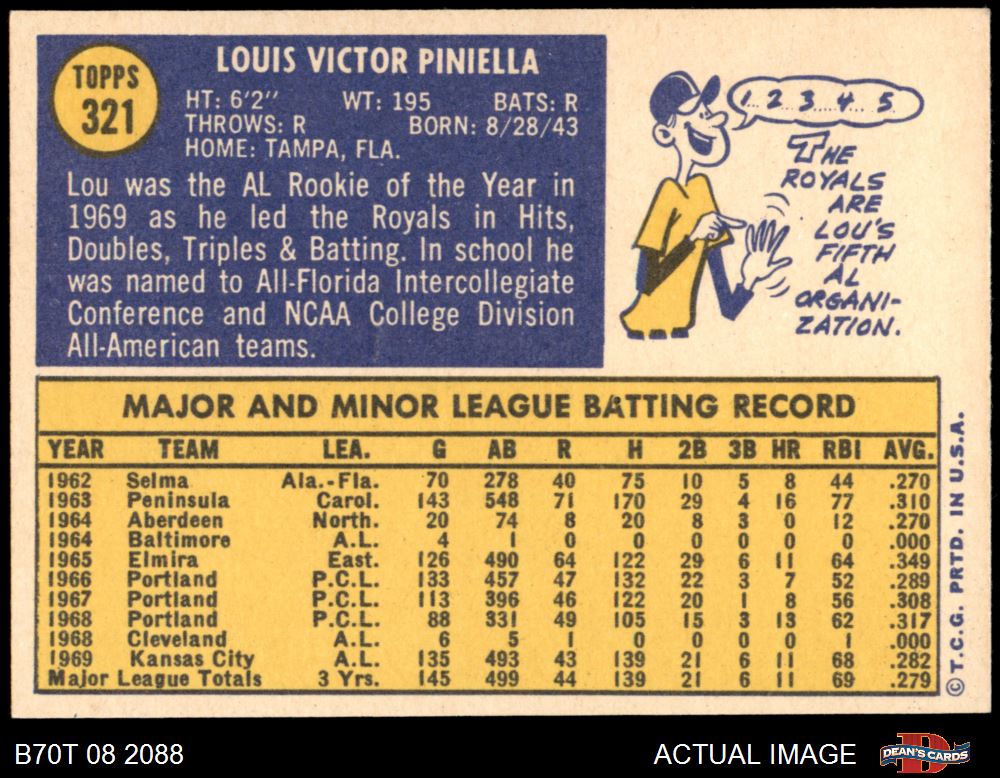 TOPPS
321
LOUIS VICTOR PINIELLA
HT: 6'2" WT: 195 BATS: R
THROWS: R BORN: 8/28/43
HOME: TAMPA, FLA.
Lou was the AL Rookie of the Year in
1969 as he led the Royals in Hits,
Doubles, Triples & Batting. In school he
was named to All-Florida Intercollegiate
Conference and NCAA College Division
All-American teams.
1...2...3...4...5
THE
ROYALS
ARE
LOU'S
FIFTH
AL
ORGANI-
ZATION.
MAJOR AND MINOR LEAGUE BATTING RECORD
YEAR TEAM LEA. G AB R H 2B 3B HR RBI AVG.
1962 Selma Ala.-Fla. 70 278 40 75 10 5 8 44 .270
1963 Peninsula Carol. 143 548 71 170 29 4 16 77 .310
1964 Aberdeen North. 20 74 8 20 8 3 0 12 .270
1964 Baltimore A.L. 4 1 0 0 0 0 0 0 .000
1965 Elmira East. 126 490 64 122 29 6 11 64 .349
1966 Portland P.C.L. 133 457 47 132 22 3 7 52 .289
1967 Portland P.C.L. 113 396 46 122 20 1 8 56 .308
1968 Portland P.C.L. 88 331 49 105 15 3 13 62 .317
1968 Cleveland A.L. 6 5 1 0 0 0 0 1 .000
1969 Kansas City A.L. 135 493 43 139 21 6 11 68 .282
Major League Totals 3 Yrs. 145 499 44 139 21 6 11 69 .279
© T.C.G. PRTD. IN U.S.A.
B70T 08 2088
ACTUAL IMAGE
DEAN'S CARDS